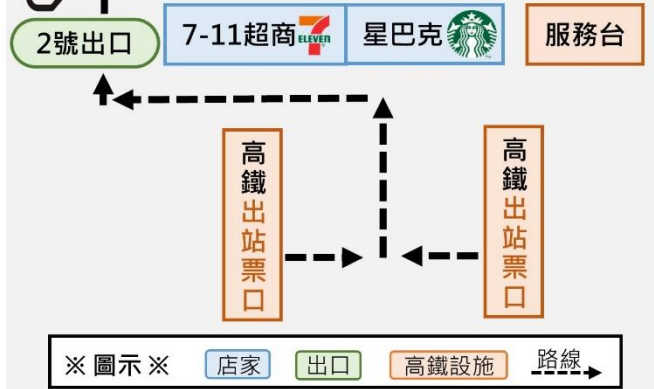 2號出口
7-11超商
ELEVEN
星巴克
服務台
高鐵出站票口
高鐵出站票口
※ 圖示 ※
店家
出口
高鐵設施
路線